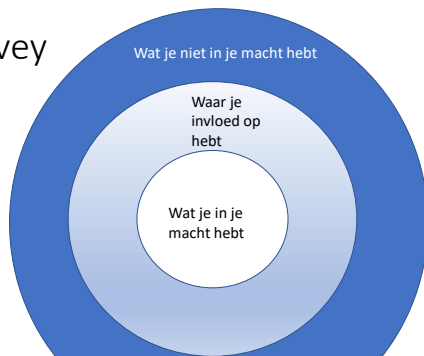 vey
Wat je niet in je macht hebt
Waar je
invloed op
hebt
Wat je in je
macht hebt